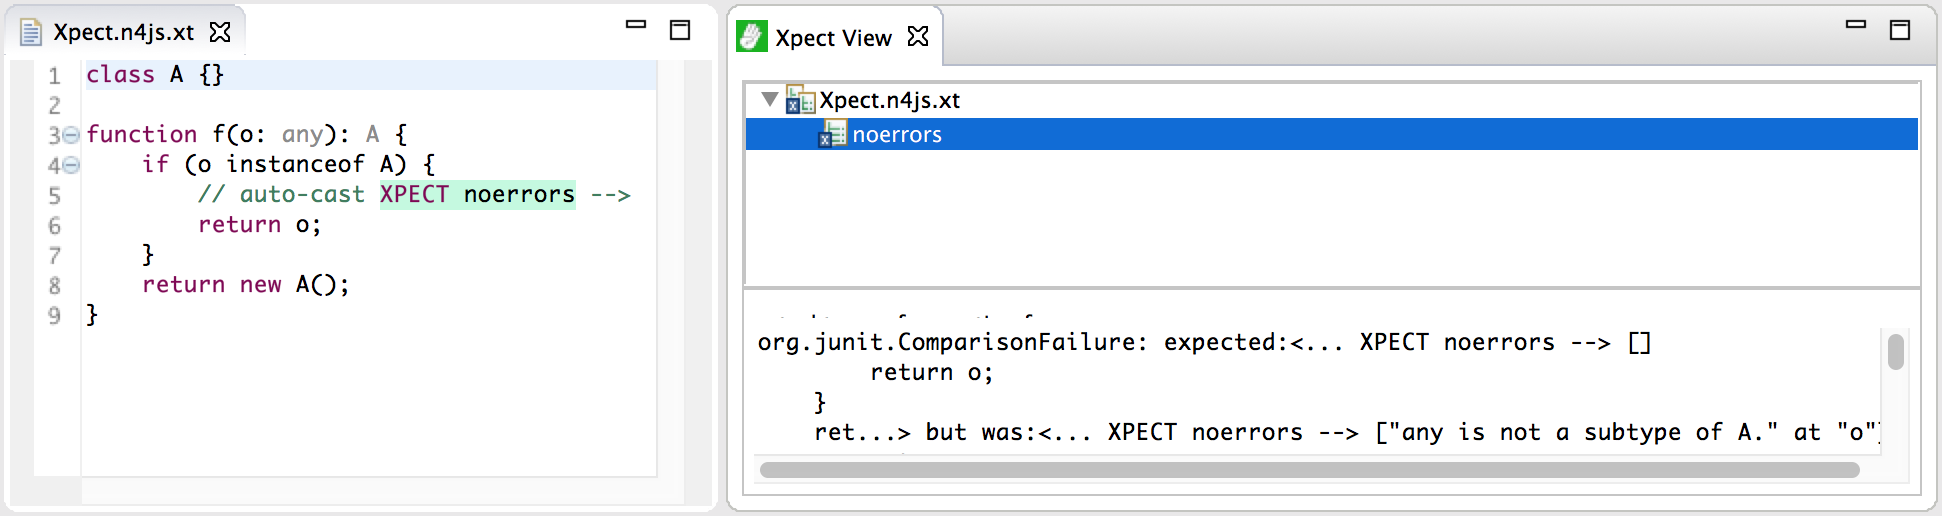 Xpect.n4js.xt
1 class A {}
2
3 function f(o: any): A {
4     if (o instanceof A) {
5         // auto-cast XPECT noerrors -->
6         return o;
7     }
8     return new A();
9 }
Xpect View
Xpect.n4js.xt
noerrors
org.junit.ComparisonFailure: expected:<... XPECT noerrors --> []
        return o;
    }
    ret...> but was:<... XPECT noerrors --> ["any is not a subtype of A." at "o"]